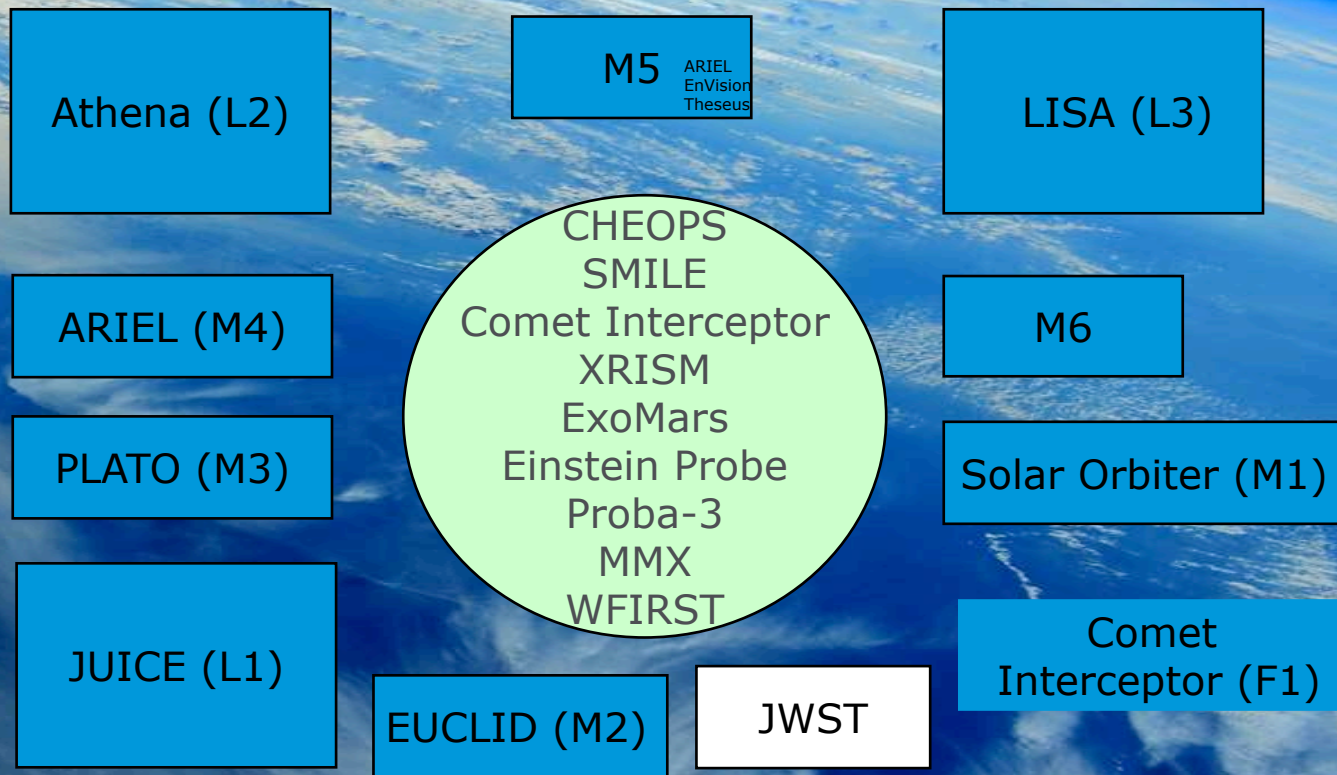 Athena (L2)
M5
ARIEL
EnVision
Theseus
LISA (L3)
CHEOPS
SMILE
Comet Interceptor
XRISM
ExoMars
Einstein Probe
Proba-3
MMX
WFIRST
ARIEL (M4)
M6
PLATO (M3)
Solar Orbiter (M1)
JUICE (L1)
EUCLID (M2)
JWST
Comet
Interceptor (F1)